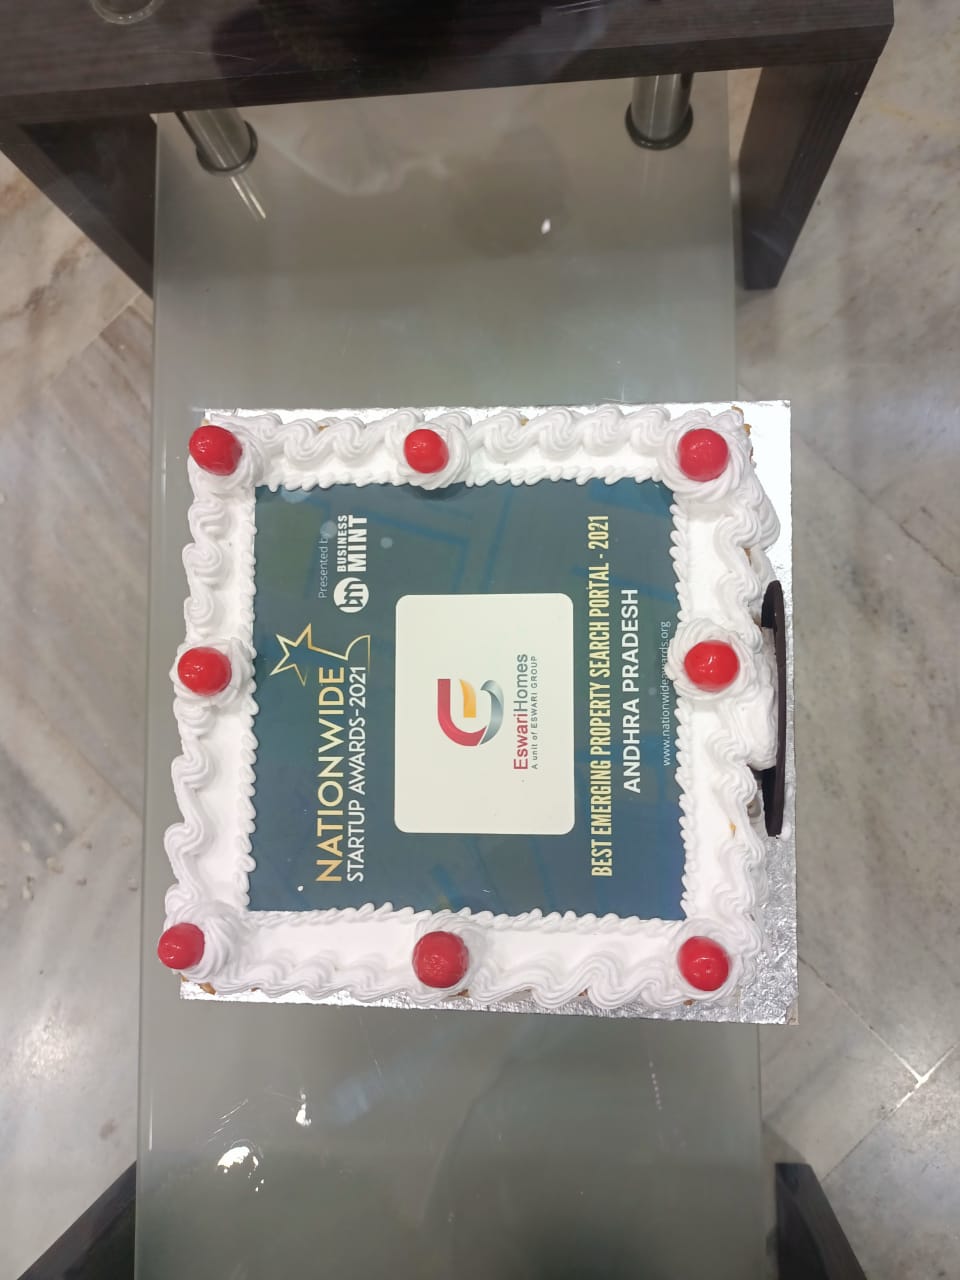 Presented by
bm BUSINESS
MINT
NATIONWIDE
STARTUP AWARDS-2021
EswariHomes
A unit of ESWARI GROUP
BEST EMERGING PROPERTY SEARCH PORTAL - 2021
ANDHRA PRADESH
www.nationwideawards.org